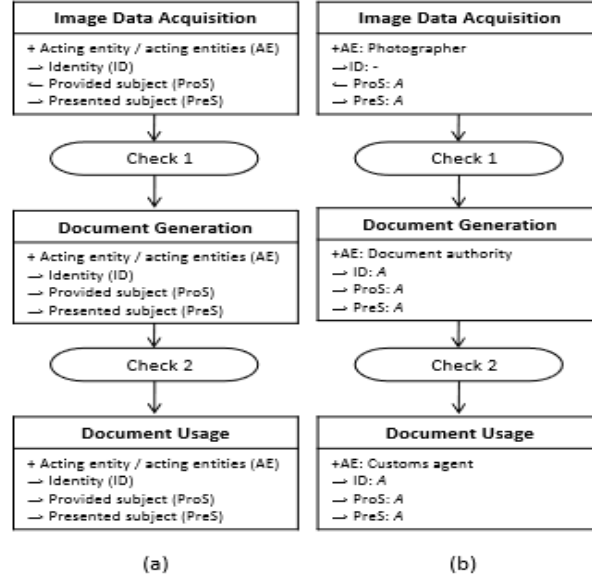 Image Data Acquisition
+ Acting entity / acting entities (AE)
⇀ Identity (ID)
↼ Provided subject (ProS)
⇀ Presented subject (PreS)
Check 1
Document Generation
+ Acting entity / acting entities (AE)
⇀ Identity (ID)
⇀ Provided subject (ProS)
⇀ Presented subject (PreS)
Check 2
Document Usage
+ Acting entity / acting entities (AE)
⇀ Identity (ID)
⇀ Provided subject (ProS)
⇀ Presented subject (PreS)
(a)
Image Data Acquisition
+AE: Photographer
⇀ID: -
↼ ProS: A
⇀ PreS: A
Check 1
Document Generation
+AE: Document authority
⇀ ID: A
⇀ ProS: A
⇀ PreS: A
Check 2
Document Usage
+AE: Customs agent
⇀ ID: A
⇀ ProS: A
⇀ PreS: A
(b)